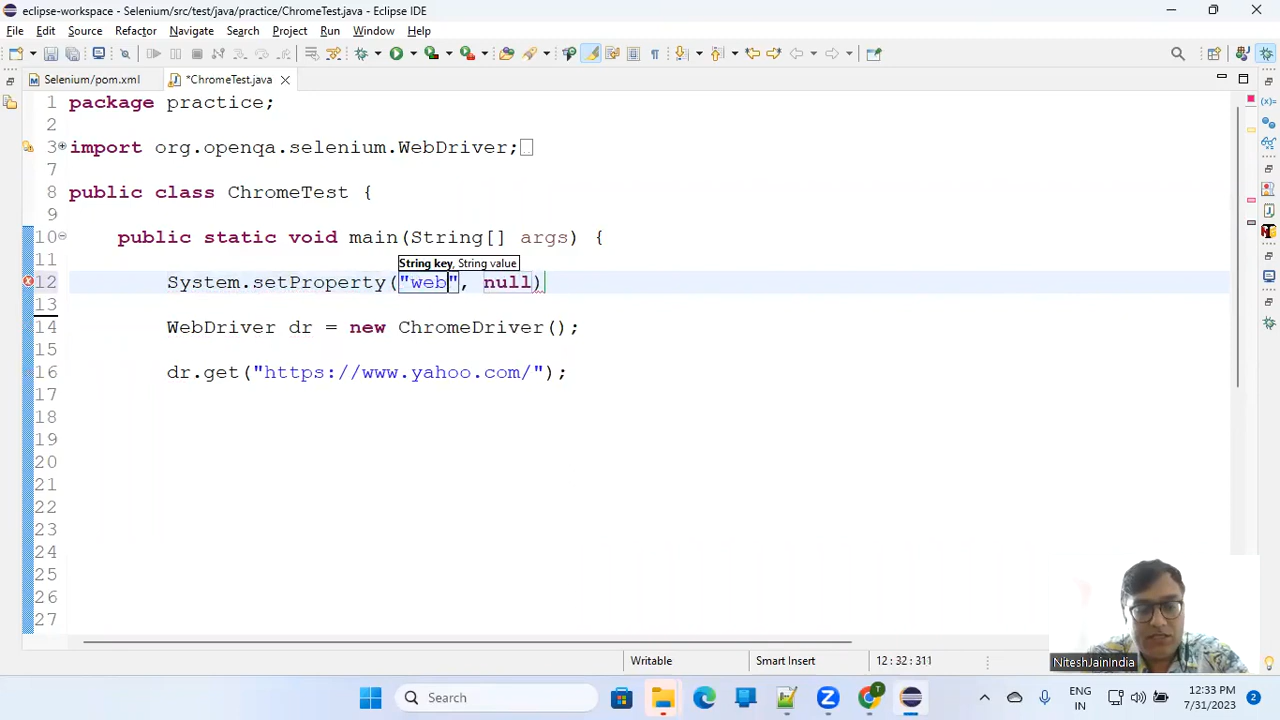 eclipse-workspace - Selenium/src/test/java/practice/ChromeTest.java - Eclipse IDE
File Edit Source Refactor Navigate Search Project Run Window Help
Selenium/pom.xml *ChromeTest.java
1 package practice;
2
3 import org.openqa.selenium.WebDriver;
7
8 public class ChromeTest {
9
10 public static void main(String[] args) {
11 String key, String value
12 System.setProperty("web", null)
13
14 WebDriver dr = new ChromeDriver();
15
16 dr.get("https://www.yahoo.com/");
17
18
19
20
21
22
23
24
25
26
27
NiteshJainIndia
Writable Smart Insert 12 : 32 : 311
Search ENG IN 12:33 PM 7/31/2023 2